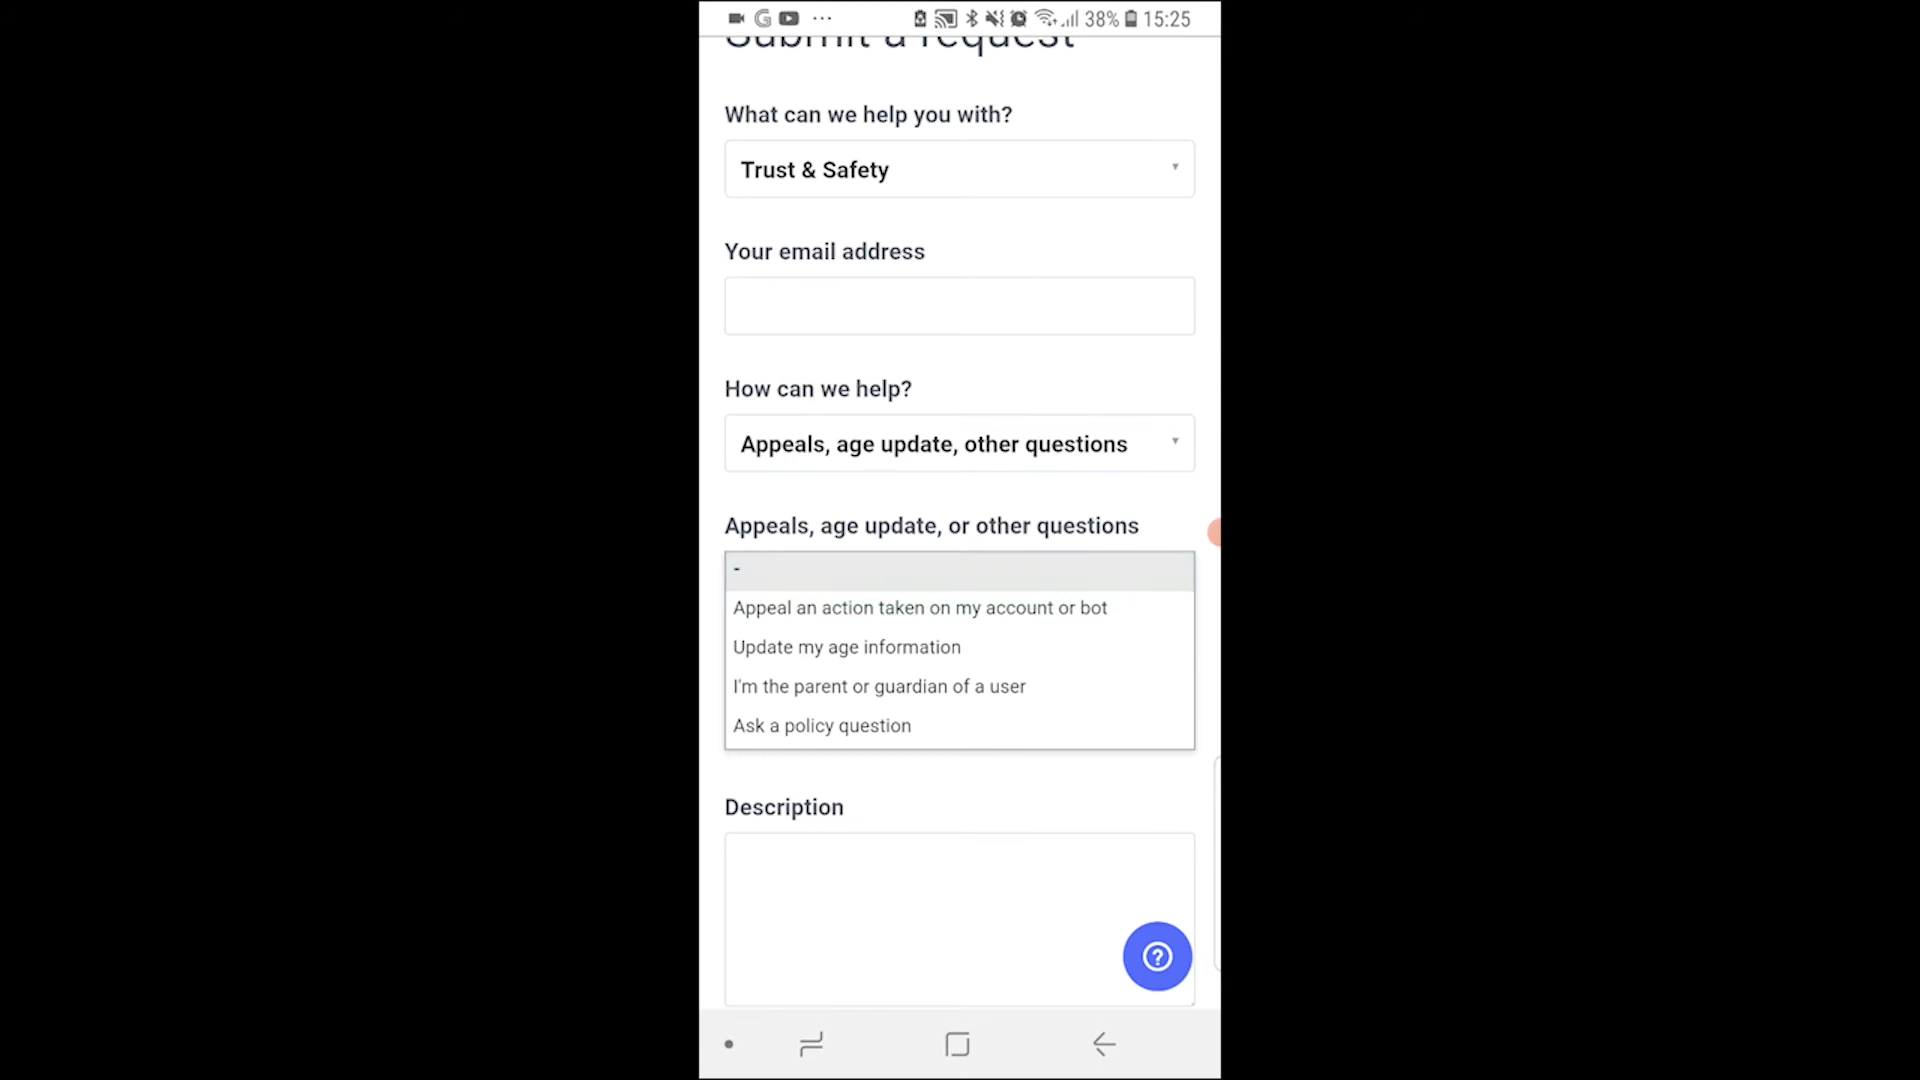 38% 15:25
Submit a request
What can we help you with?
Trust & Safety
Your email address
How can we help?
Appeals, age update, other questions
Appeals, age update, or other questions
-
Appeal an action taken on my account or bot
Update my age information
I'm the parent or guardian of a user
Ask a policy question
Description